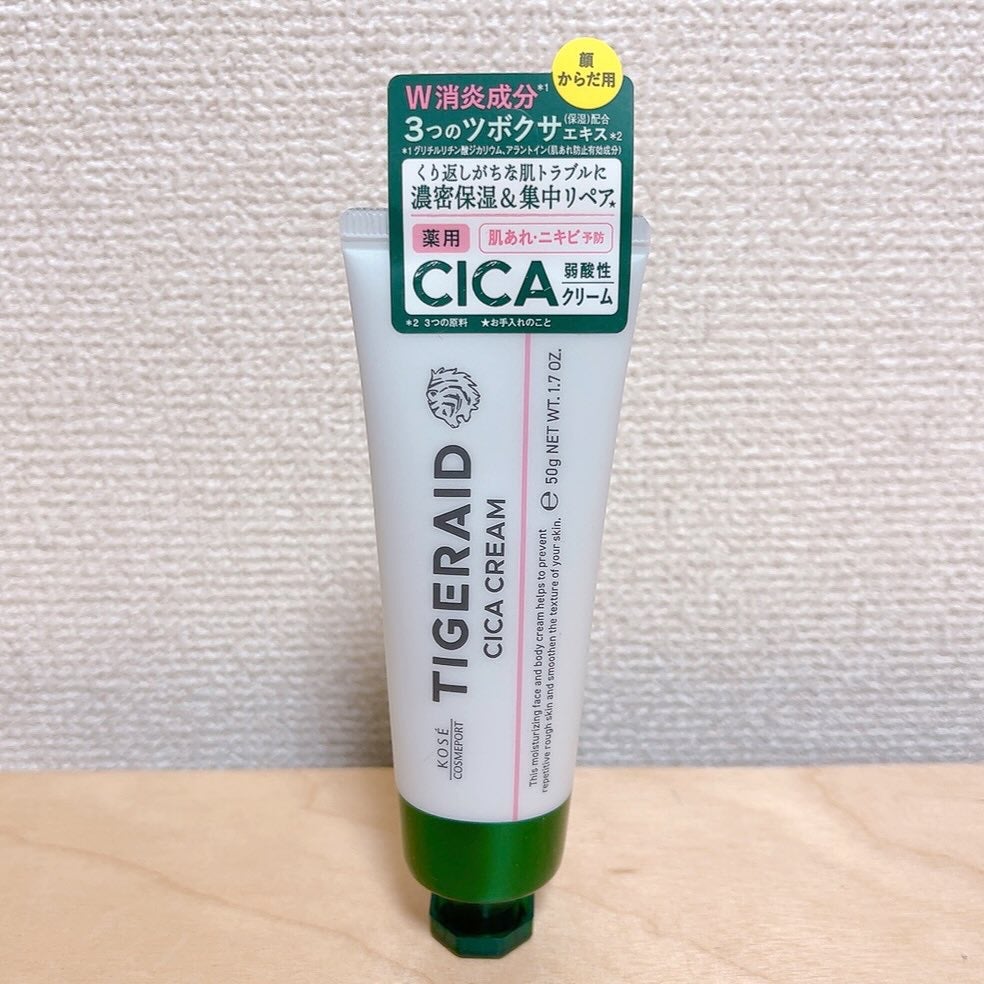 顔
からだ用
W消炎成分*1
3つのツボクサエキス(保湿)配合*2
*1 グリチルリチン酸ジカリウム、アラントイン(肌あれ防止有効成分)
くり返しがちな肌トラブルに
濃密保湿&集中リペア★
薬用 肌あれ・ニキビ予防
CICA 弱酸性クリーム
*2 3つの原料 ★お手入れのこと
KOSÉ
COSMEPORT
TIGERAID
CICA CREAM
This moisturizing face and body cream helps to prevent
repetitive rough skin and smoothen the texture of your skin.
e 50g NET WT. 1.7 OZ.